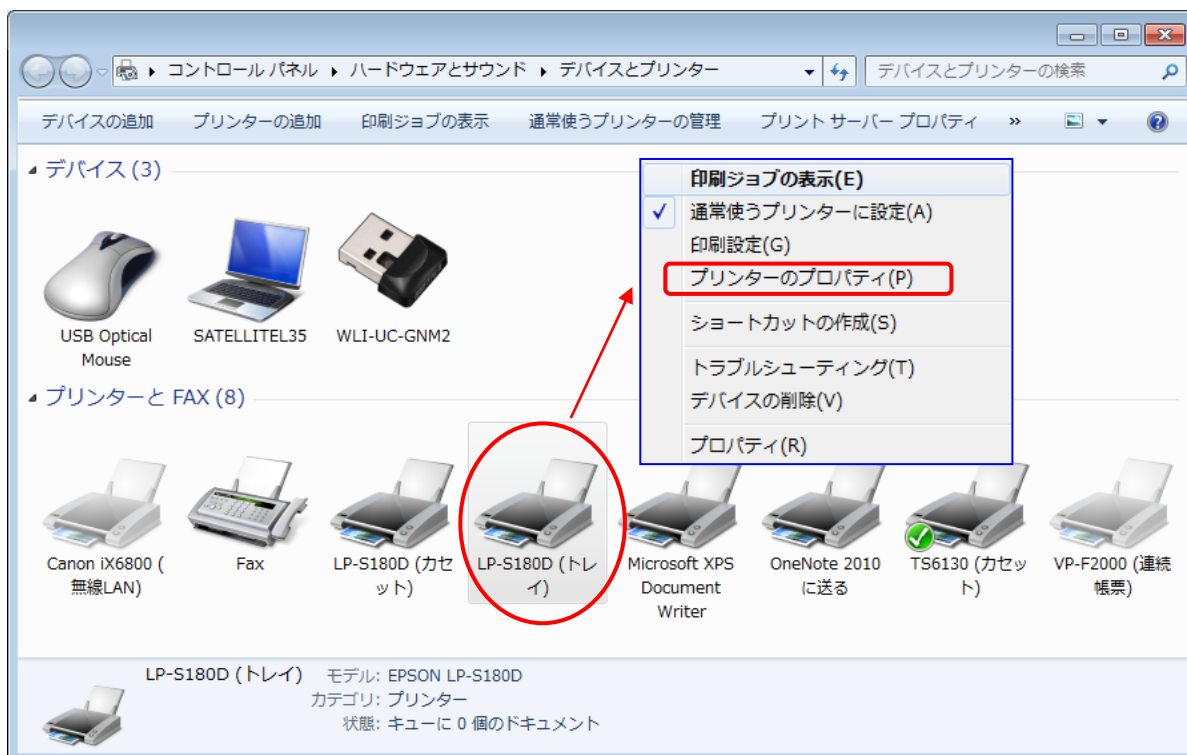 コントロール パネル
ハードウェアとサウンド
デバイスとプリンター
デバイスとプリンターの検索
デバイスの追加
プリンターの追加
印刷ジョブの表示
通常使うプリンターの管理
プリント サーバー プロパティ
»
デバイス (3)
印刷ジョブの表示(E)
通常使うプリンターに設定(A)
印刷設定(G)
プリンターのプロパティ(P)
ショートカットの作成(S)
トラブルシューティング(T)
デバイスの削除(V)
プロパティ(R)
USB Optical
Mouse
SATELLITEL35
WLI-UC-GNM2
プリンターと FAX (8)
Canon iX6800 (
無線LAN)
Fax
LP-S180D (カセ
ット)
LP-S180D (トレ
イ)
Microsoft XPS
Document
Writer
OneNote 2010
に送る
TS6130 (カセッ
ト)
VP-F2000 (連続
帳票)
LP-S180D (トレイ)
モデル: EPSON LP-S180D
カテゴリ: プリンター
状態: キューに 0 個のドキュメント